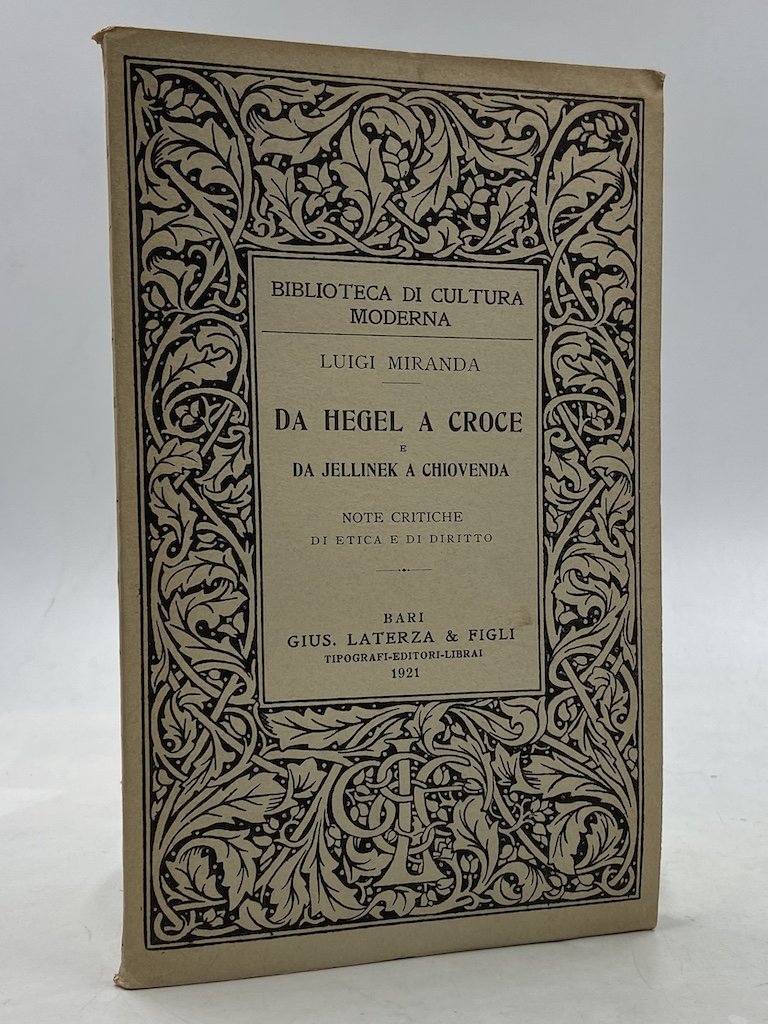 BIBLIOTECA DI CULTURA
MODERNA
LUIGI MIRANDA
DA HEGEL A CROCE
E
DA JELLINEK A CHIOVENDA
NOTE CRITICHE
DI ETICA E DI DIRITTO
BARI
GIUS. LATERZA & FIGLI
TIPOGRAFI-EDITORI-LIBRAI
1921